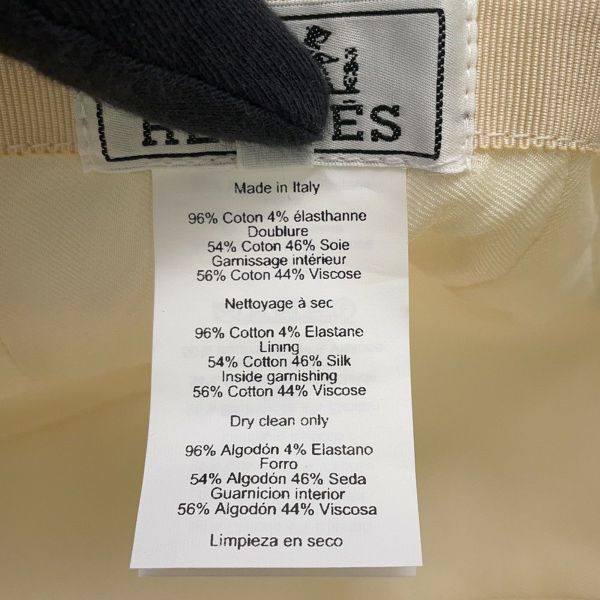 Made in Italy
96% Coton 4% élasthanne
Doublure
54% Coton 46% Soie
Garnissage intérieur
56% Coton 44% Viscose
Nettoyage à sec
96% Cotton 4% Elastane
Lining
54% Cotton 46% Silk
Inside garnishing
56% Cotton 44% Viscose
Dry clean only
96% Algodón 4% Elastano
Forro
54% Algodón 46% Seda
Guarnicion interior
56% Algodón 44% Viscosa
Limpieza en seco